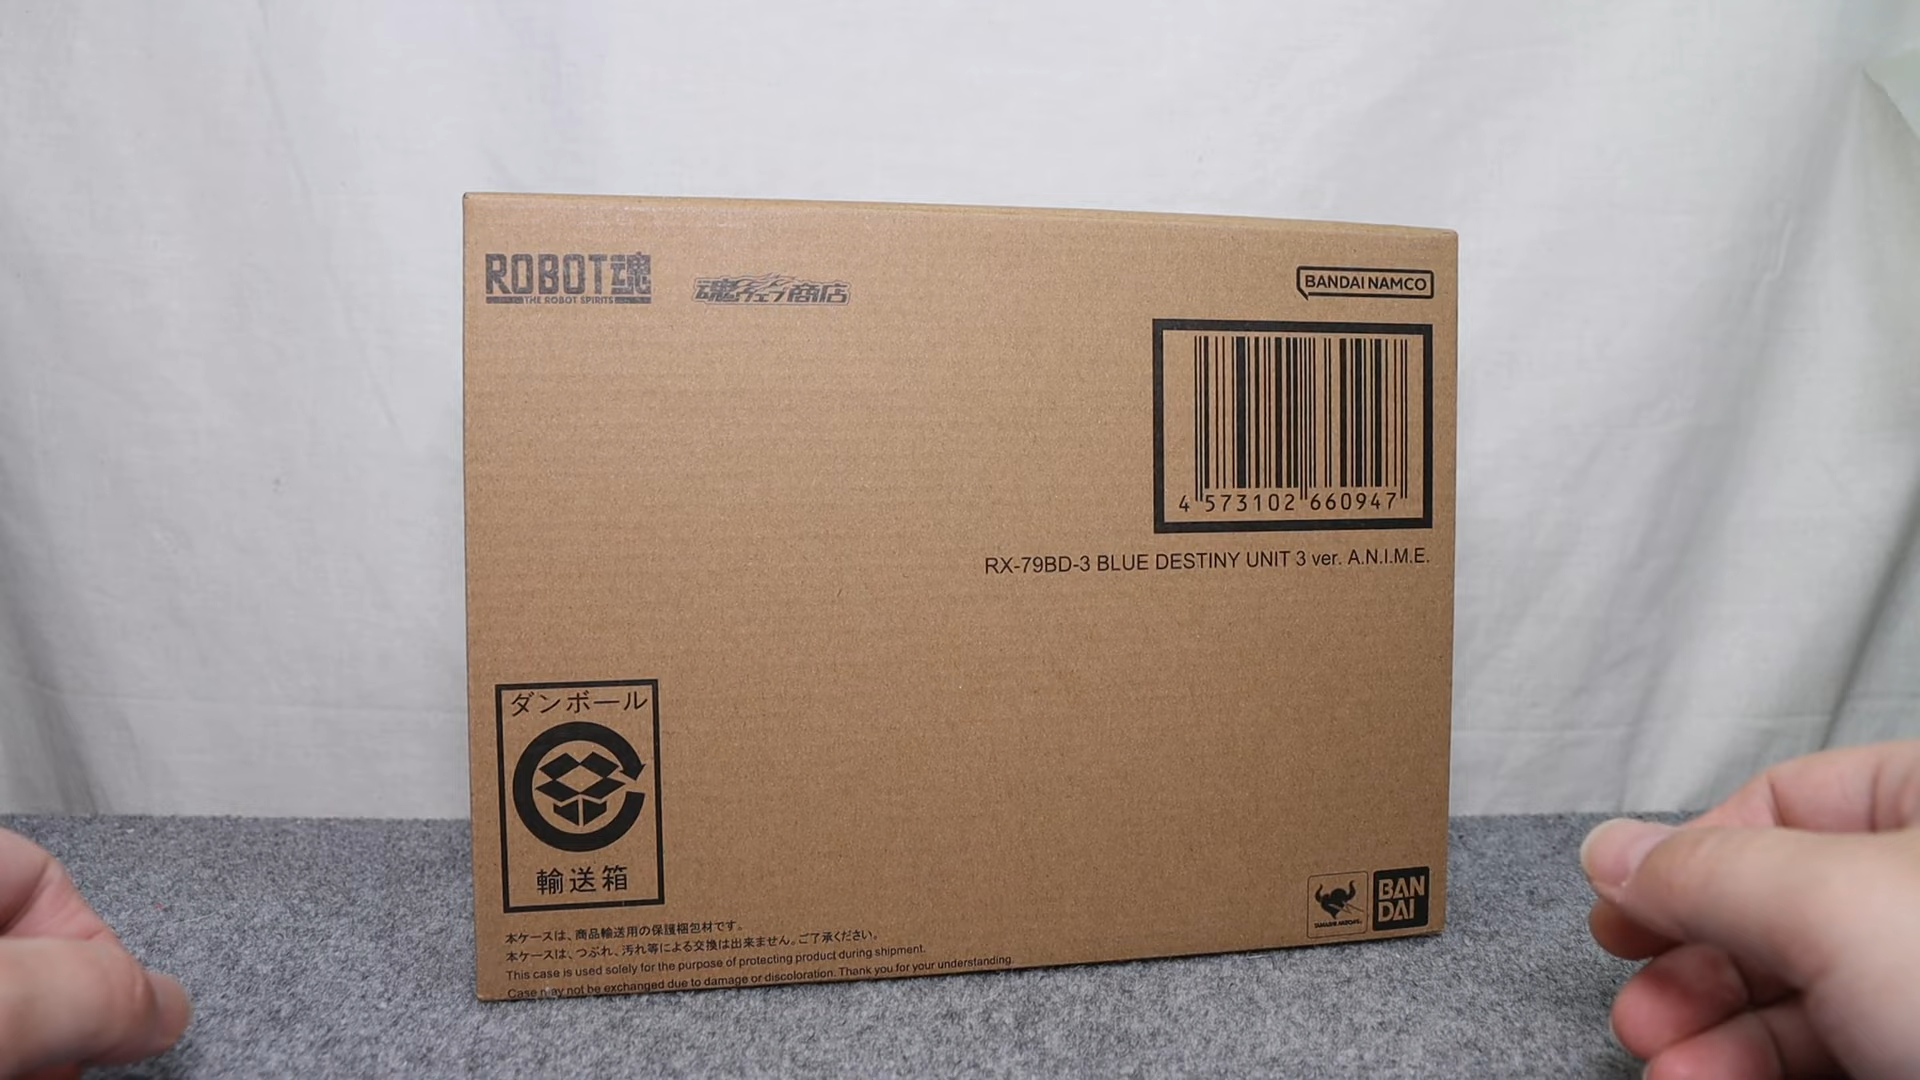 ROBOT魂
THE ROBOT SPIRITS
魂ウェブ商店
BANDAI NAMCO
4 573102 660947
RX-79BD-3 BLUE DESTINY UNIT 3 ver. A.N.I.M.E.
ダンボール
輸送箱
本ケースは、商品輸送用の保護梱包材です。
本ケースは、つぶれ、汚れ等による交換は出来ません。ご了承ください。
This case is used solely for the purpose of protecting product during shipment.
Case may not be exchanged due to damage or discoloration. Thank you for your understanding.
TAMASHII NATIONS
BAN
DAI